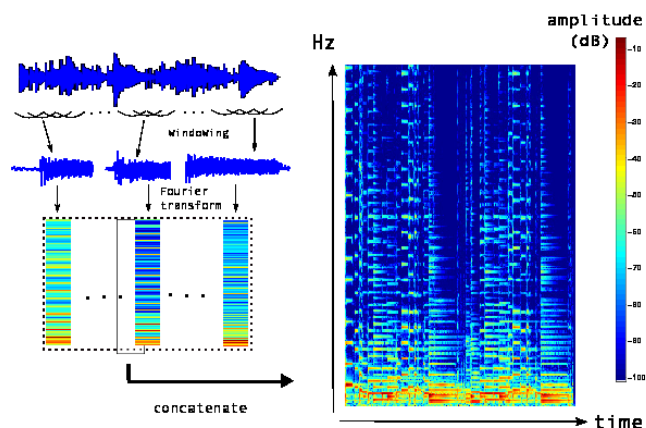 amplitude
(dB)
Hz
Windowing
Fourier
transform
concatenate
time
-10
-20
-30
-40
-50
-60
-70
-80
-90
-100